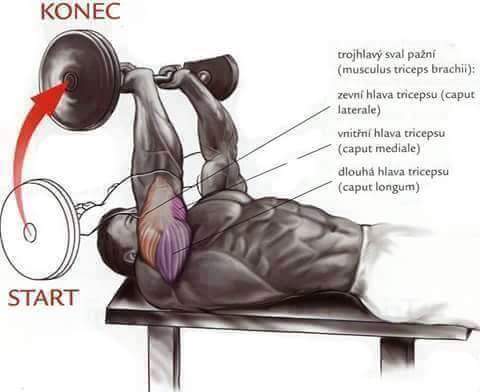 KONEC
trojhlavý sval pažní
(musculus triceps brachii):
zevní hlava tricepsu (caput
laterale)
vnitřní hlava tricepsu
(caput mediale)
dlouhá hlava tricepsu
(caput longum)
START